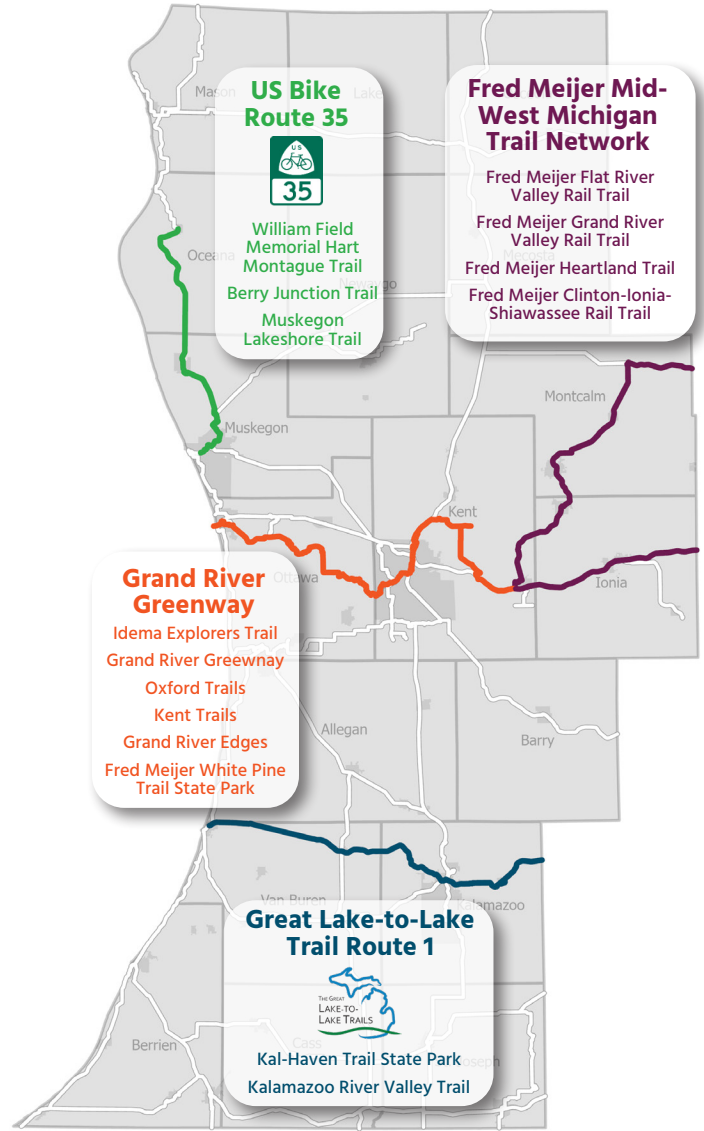 Mason
Lake
US Bike
Route 35
US
35
William Field
Memorial Hart
Montague Trail
Berry Junction Trail
Muskegon
Lakeshore Trail
Fred Meijer Mid-
West Michigan
Trail Network
Fred Meijer Flat River
Valley Rail Trail
Fred Meijer Grand River
Valley Rail Trail
Fred Meijer Heartland Trail
Fred Meijer Clinton-Ionia-
Shiawassee Rail Trail
Oceana
Newaygo
Mecosta
Montcalm
Muskegon
Kent
Ottawa
Ionia
Grand River
Greenway
Idema Explorers Trail
Grand River Greewnay
Oxford Trails
Kent Trails
Grand River Edges
Fred Meijer White Pine
Trail State Park
Allegan
Barry
Van Buren
Kalamazoo
Great Lake-to-Lake
Trail Route 1
THE GREAT
LAKE-TO-
LAKE TRAILS
Kal-Haven Trail State Park
Kalamazoo River Valley Trail
Berrien
Cass
oseph